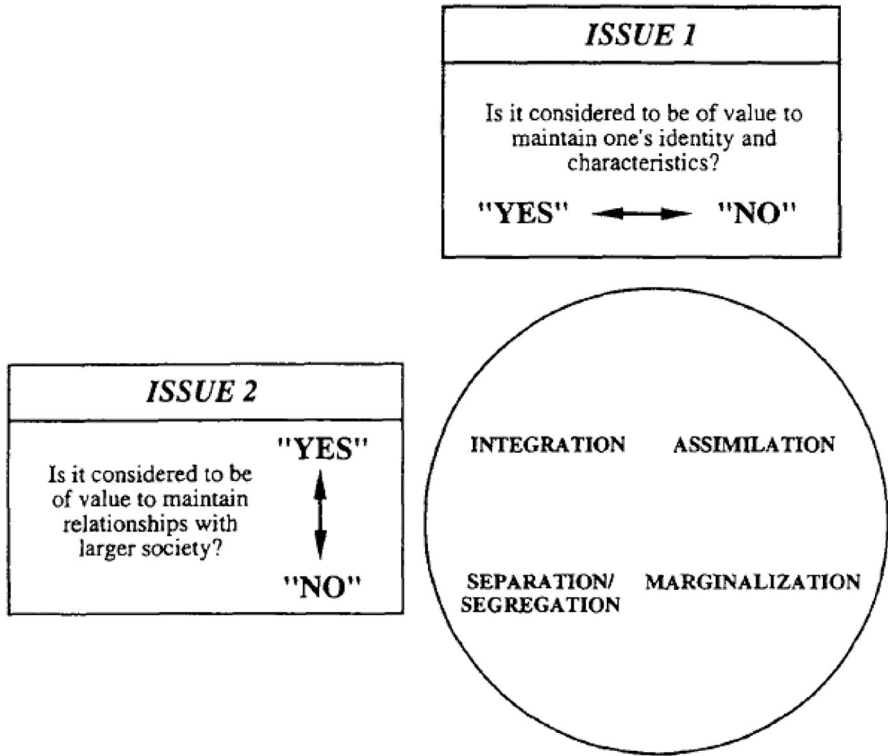 ISSUE 1
Is it considered to be of value to
maintain one's identity and
characteristics?
"YES" "NO"
ISSUE 2
Is it considered to be
of value to maintain
relationships with
larger society?
"YES"
"NO"
INTEGRATION ASSIMILATION
SEPARATION/ MARGINALIZATION
SEGREGATION